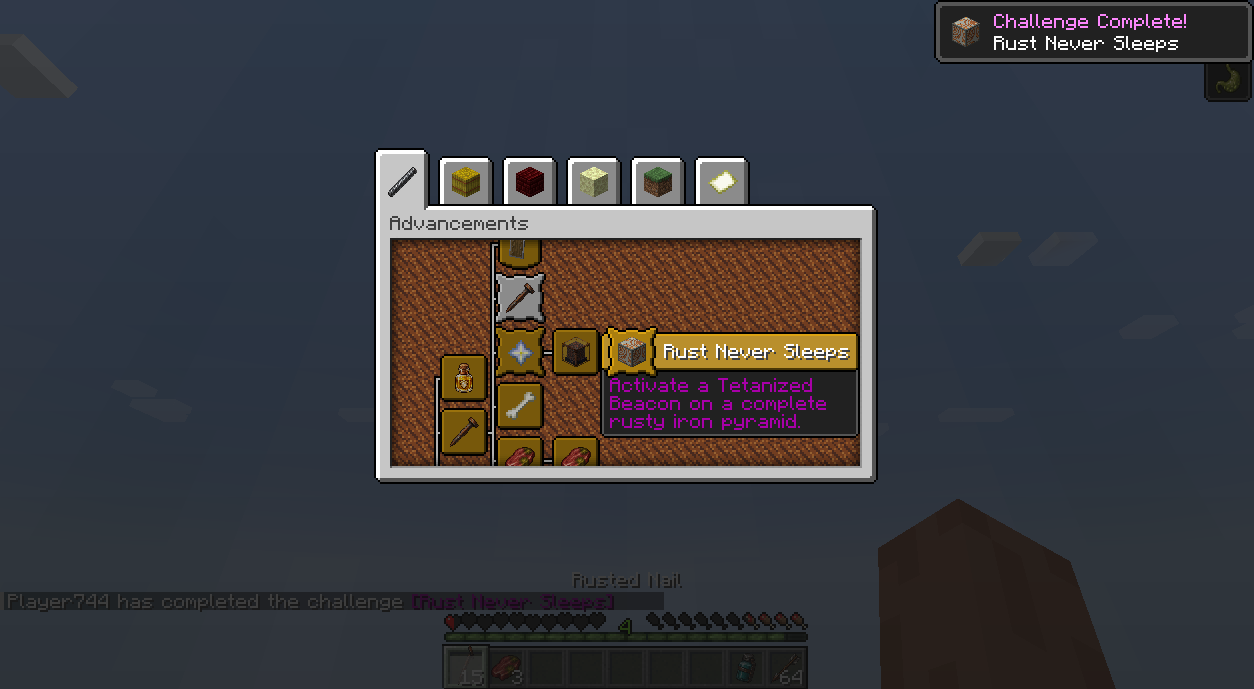 Challenge Complete!
Rust Never Sleeps
Advancements
Rust Never Sleeps
Activate a Tetanized
Beacon on a complete
rusty iron pyramid.
Rusted Nail
Player744 has completed the challenge [Rust Never Sleeps]
4
15
3
64